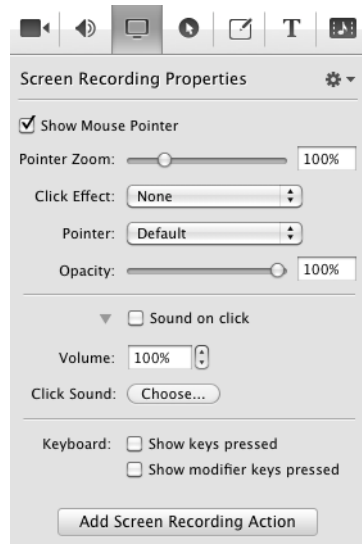 T
Screen Recording Properties
Show Mouse Pointer
Pointer Zoom: 100%
Click Effect: None
Pointer: Default
Opacity: 100%
Sound on click
Volume: 100%
Click Sound: Choose...
Keyboard: Show keys pressed
Show modifier keys pressed
Add Screen Recording Action